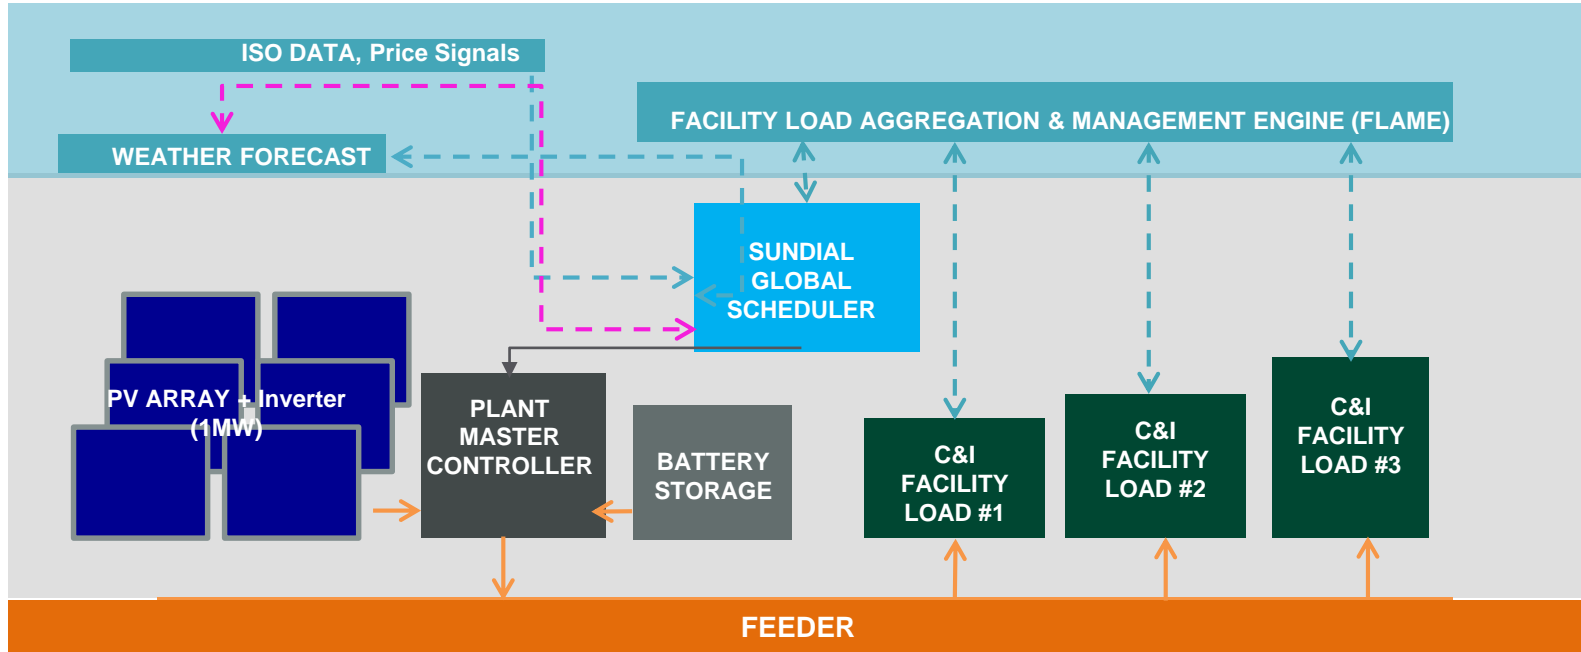 ISO DATA, Price Signals
FACILITY LOAD AGGREGATION & MANAGEMENT ENGINE (FLAME)
WEATHER FORECAST
SUNDIAL
GLOBAL
SCHEDULER
PV ARRAY + Inverter
(1MW)
PLANT
MASTER
CONTROLLER
BATTERY
STORAGE
C&I
FACILITY
LOAD #1
C&I
FACILITY
LOAD #2
C&I
FACILITY
LOAD #3
FEEDER